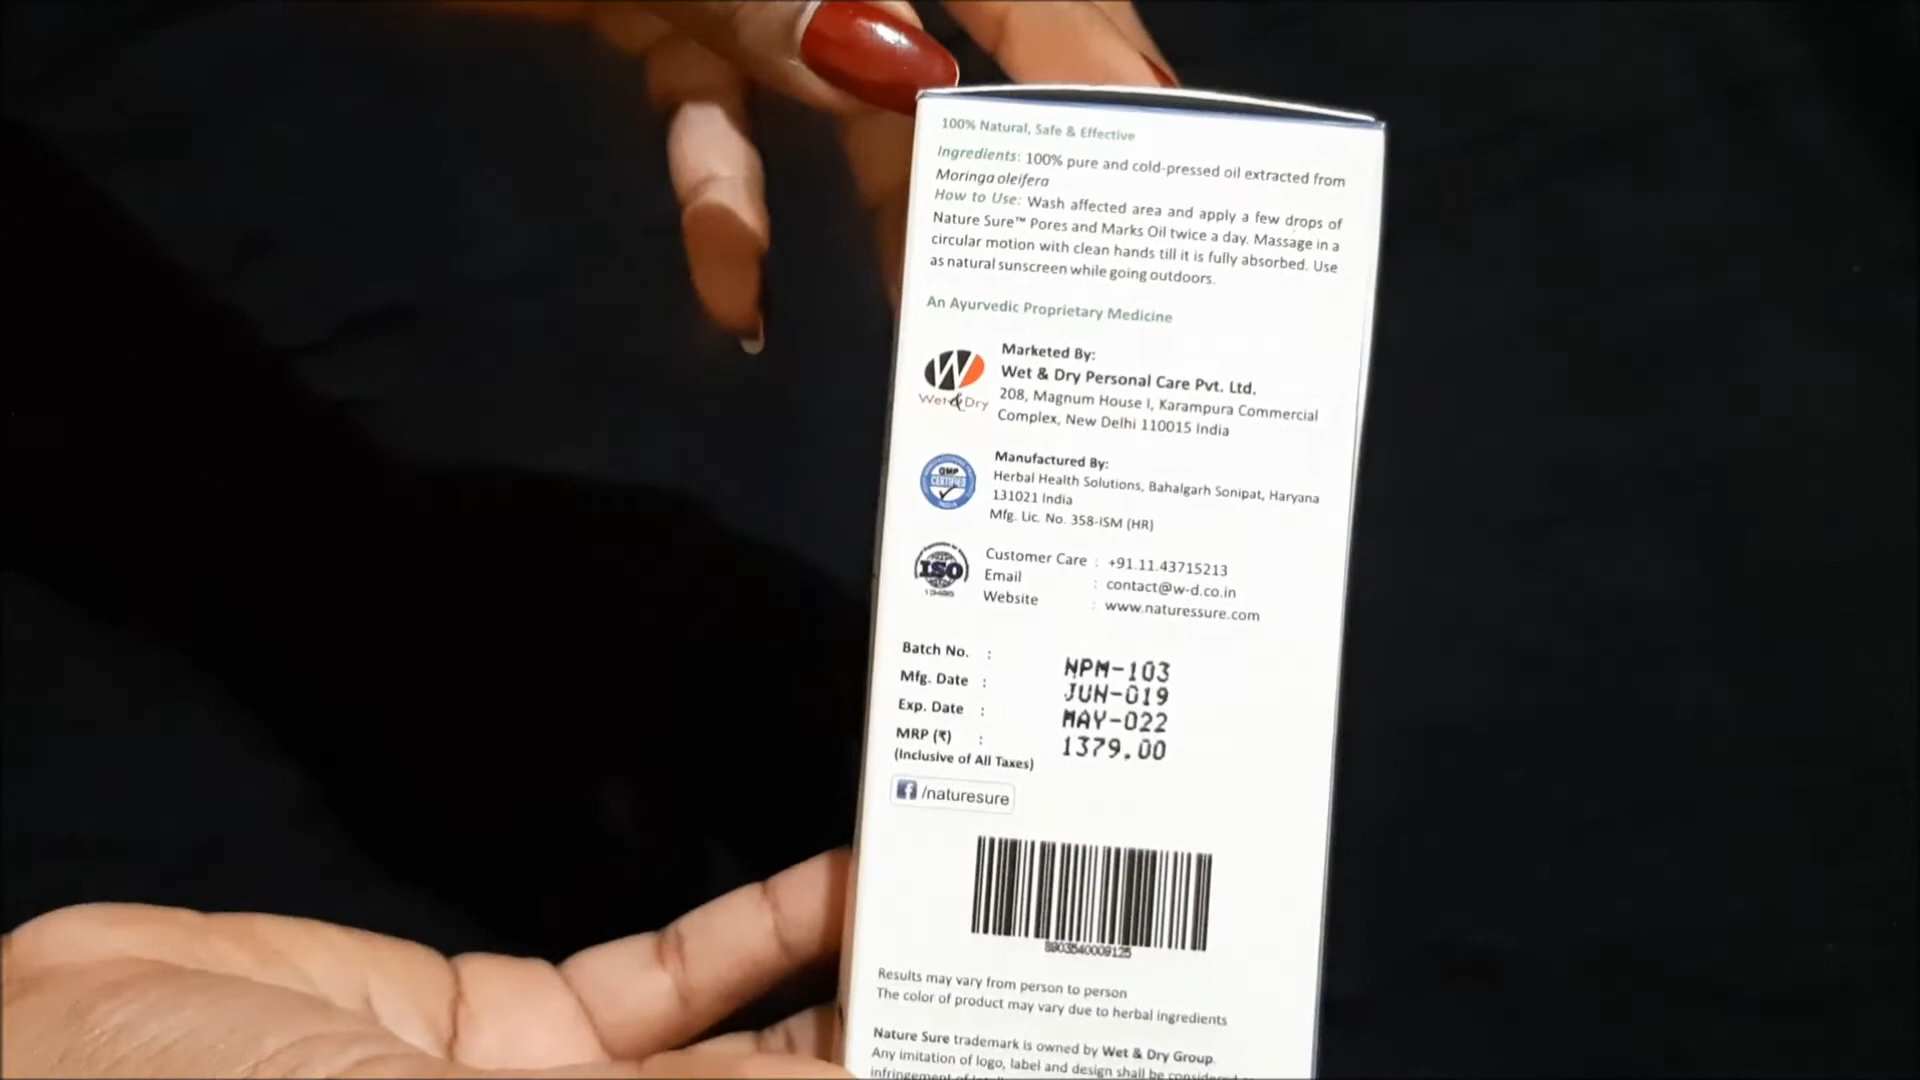 100% Natural, Safe & Effective
Ingredients: 100% pure and cold-pressed oil extracted from
Moringa oleifera
How to Use: Wash affected area and apply a few drops of
Nature Sure™ Pores and Marks Oil twice a day. Massage in a
circular motion with clean hands till it is fully absorbed. Use
as natural sunscreen while going outdoors.
An Ayurvedic Proprietary Medicine
Marketed By:
Wet & Dry Personal Care Pvt. Ltd.
208, Magnum House I, Karampura Commercial
Complex, New Delhi 110015 India
W
Wet & Dry
Manufactured By:
Herbal Health Solutions, Bahalgarh Sonipat, Haryana
131021 India
Mfg. Lic. No. 358-ISM (HR)
GMP
CERTIFIED
ISO
Customer Care : +91.11.43715213
Email : contact@w-d.co.in
Website : www.naturessure.com
Batch No. : NPM-103
Mfg. Date : JUN-019
Exp. Date : MAY-022
MRP (₹) : 1379.00
(Inclusive of All Taxes)
f /naturesure
8903540009125
Results may vary from person to person
The color of product may vary due to herbal ingredients
Nature Sure trademark is owned by Wet & Dry Group.
Any imitation of logo, label and design shall be considered
infringement of